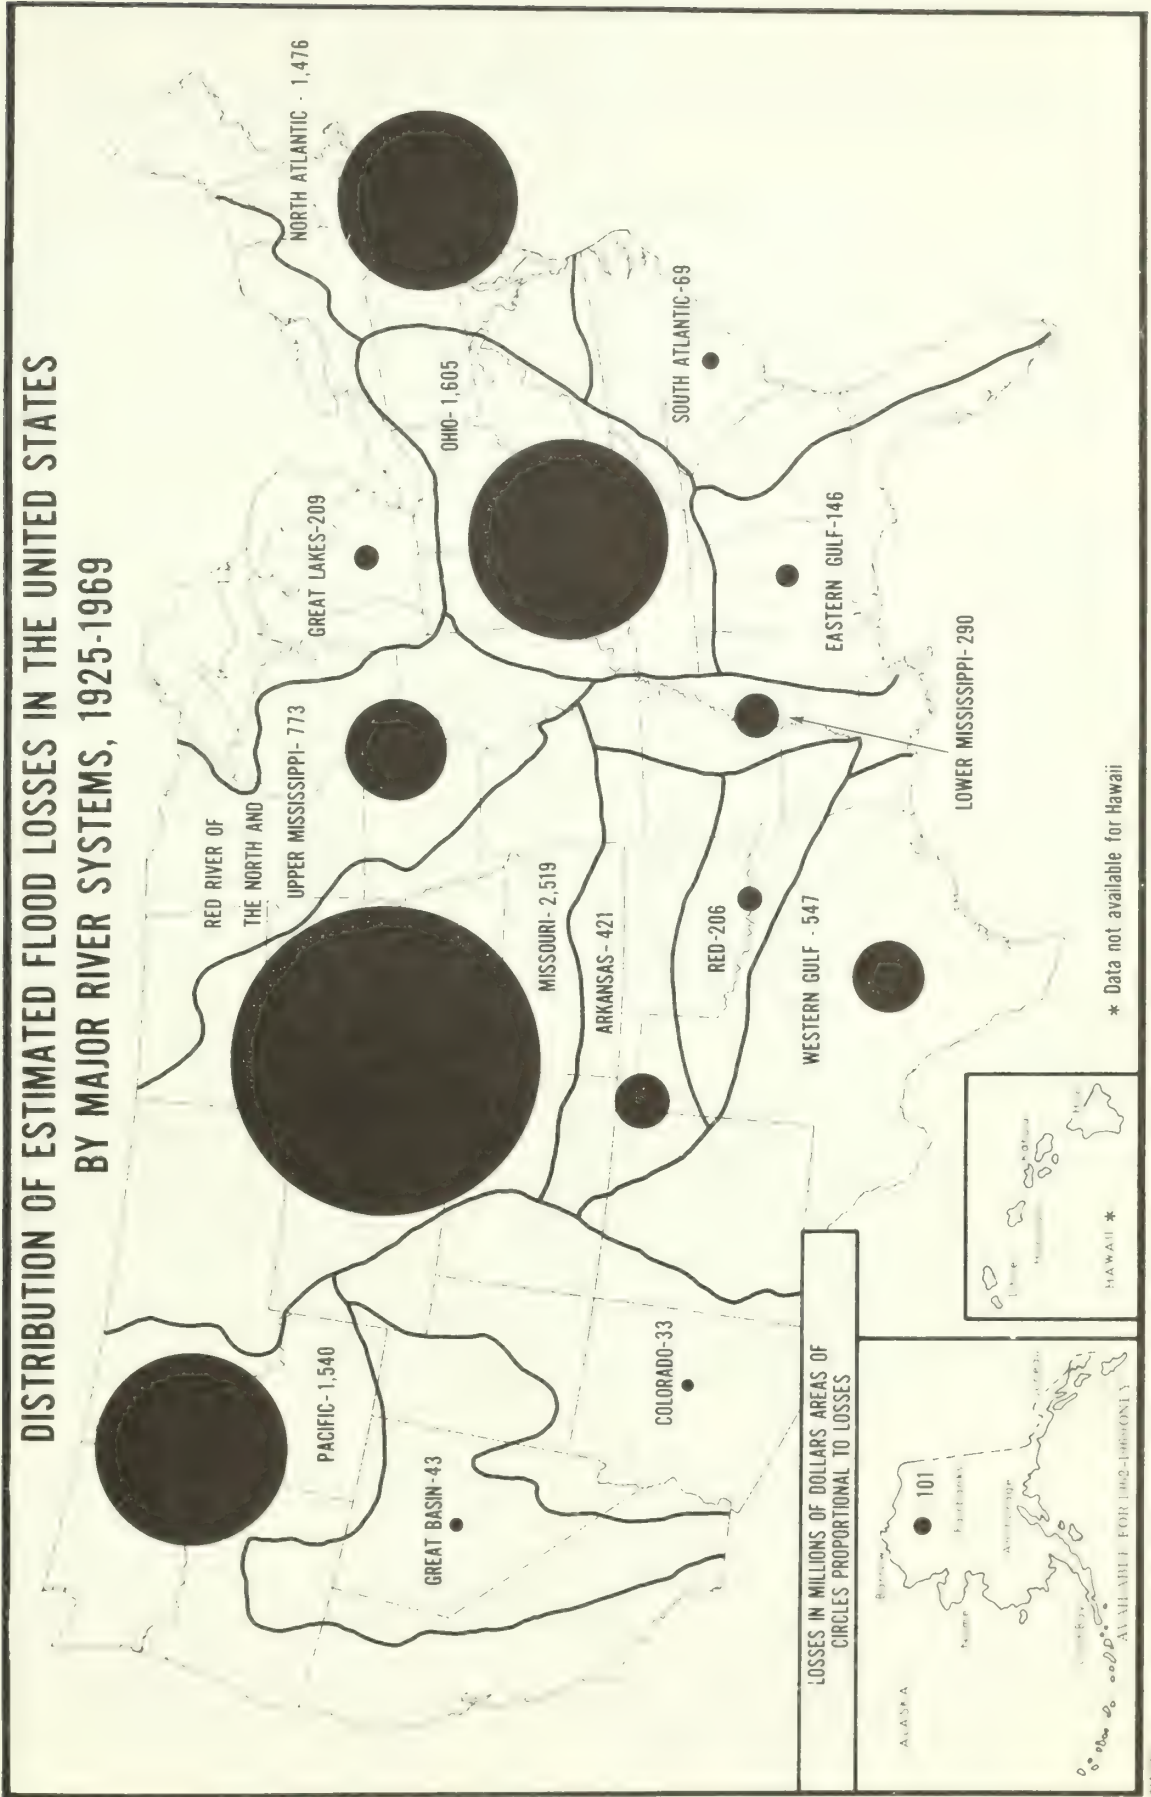 DISTRIBUTION OF ESTIMATED FLOOD LOSSES IN THE UNITED STATES
BY MAJOR RIVER SYSTEMS, 1925-1969
NORTH ATLANTIC - 1,476
OHIO- 1,605
SOUTH ATLANTIC-69
GREAT LAKES-209
EASTERN GULF-146
RED RIVER OF
THE NORTH AND
UPPER MISSISSIPPI- 773
LOWER MISSISSIPPI- 290
MISSOURI- 2,519
ARKANSAS- 421
RED-206
WESTERN GULF - 547
PACIFIC-1,540
GREAT BASIN-43
COLORADO-33
LOSSES IN MILLIONS OF DOLLARS AREAS OF
CIRCLES PROPORTIONAL TO LOSSES
* Data not available for Hawaii
HAWAII *
ALASKA
101
Nome
ONLY